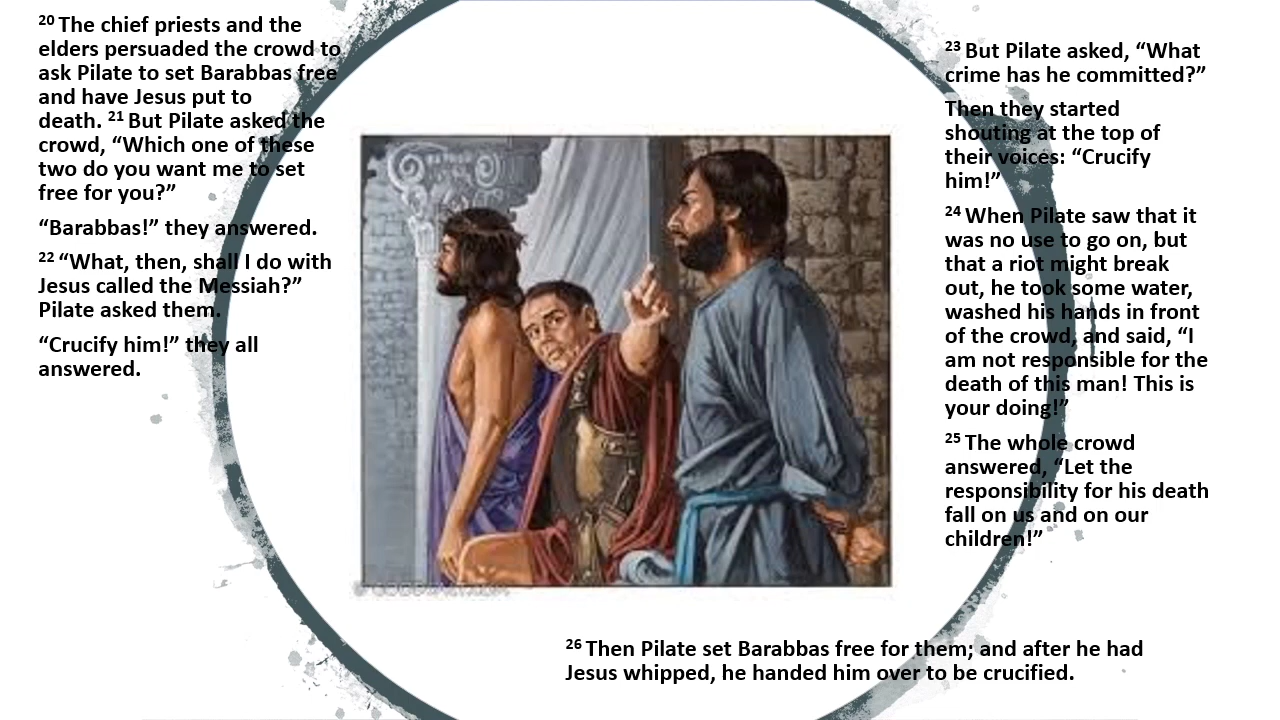 20 The chief priests and the
elders persuaded the crowd to
ask Pilate to set Barabbas free
and have Jesus put to
death. 21 But Pilate asked the
crowd, “Which one of these
two do you want me to set
free for you?”
“Barabbas!” they answered.
22 “What, then, shall I do with
Jesus called the Messiah?”
Pilate asked them.
“Crucify him!” they all
answered.
23 But Pilate asked, “What
crime has he committed?”
Then they started
shouting at the top of
their voices: “Crucify
him!”
24 When Pilate saw that it
was no use to go on, but
that a riot might break
out, he took some water,
washed his hands in front
of the crowd, and said, “I
am not responsible for the
death of this man! This is
your doing!”
25 The whole crowd
answered, “Let the
responsibility for his death
fall on us and on our
children!”
26 Then Pilate set Barabbas free for them; and after he had
Jesus whipped, he handed him over to be crucified.